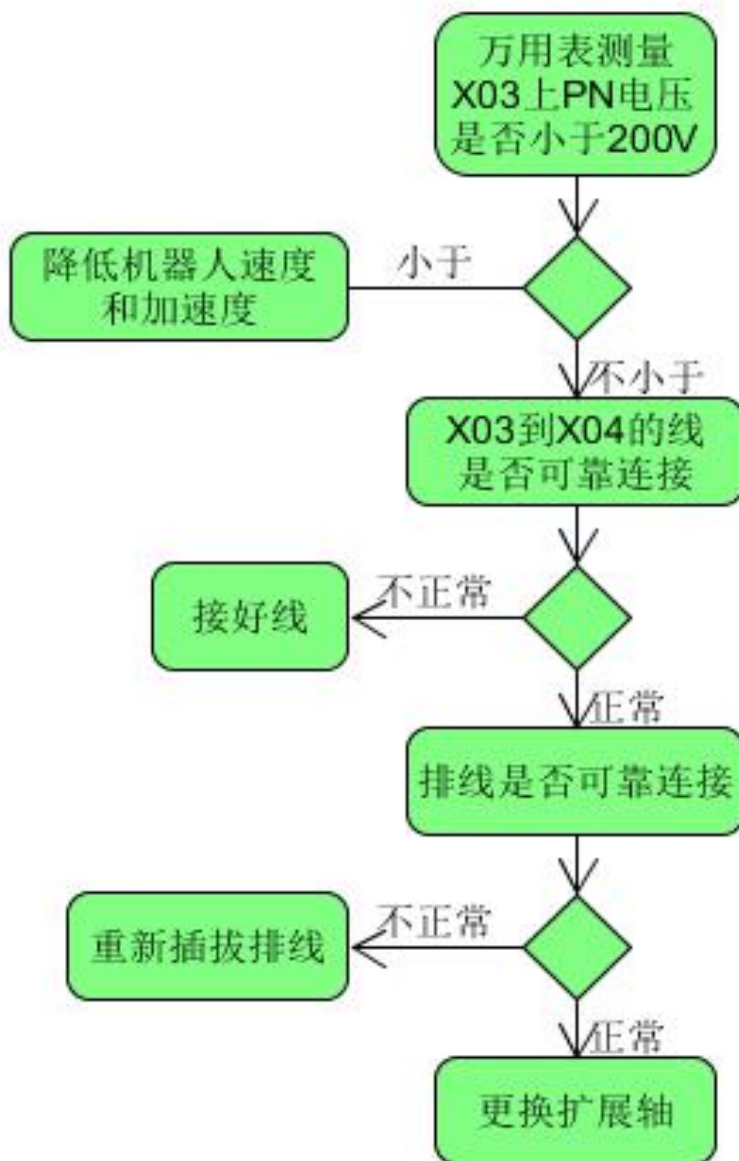 万用表测量
X03上PN电压
是否小于200V
小于
降低机器人速度
和加速度
不小于
X03到X04的线
是否可靠连接
不正常
接好线
正常
排线是否可靠连接
不正常
重新插拔排线
正常
更换扩展轴